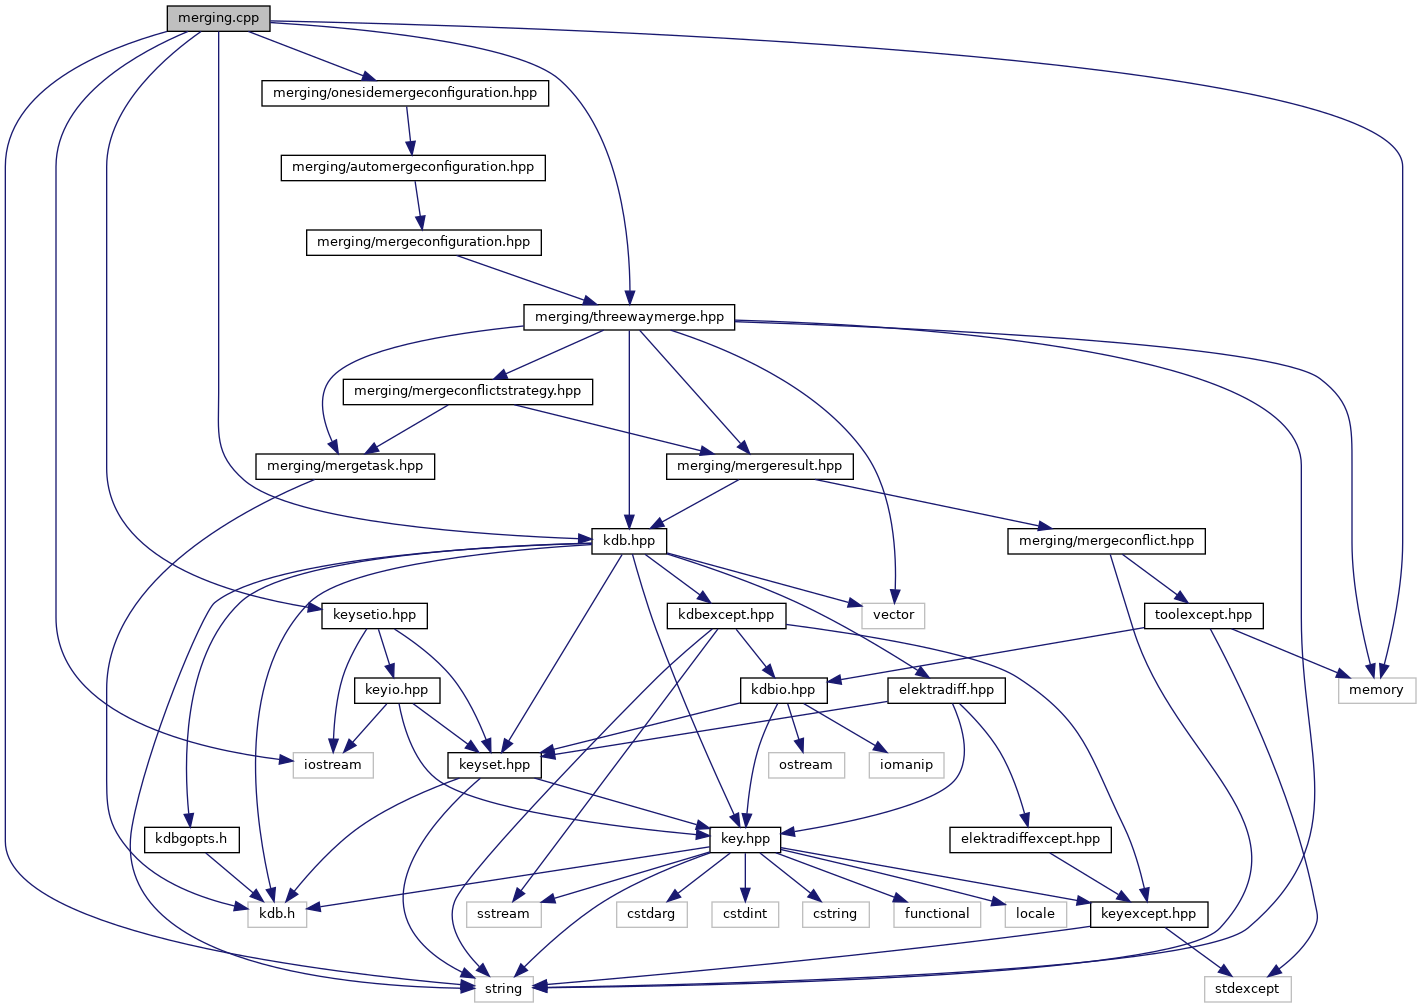 merging.cpp
merging/onesidemergeconfiguration.hpp
merging/automergeconfiguration.hpp
merging/mergeconfiguration.hpp
merging/threewaymerge.hpp
merging/mergeconflictstrategy.hpp
merging/mergetask.hpp
merging/mergeresult.hpp
kdb.hpp
merging/mergeconflict.hpp
keysetio.hpp
kdbexcept.hpp
vector
toolexcept.hpp
keyio.hpp
kdbio.hpp
elektradiff.hpp
memory
iostream
keyset.hpp
ostream
iomanip
kdbgopts.h
key.hpp
elektradiffexcept.hpp
kdb.h
sstream
cstdarg
cstdint
cstring
functional
locale
keyexcept.hpp
string
stdexcept